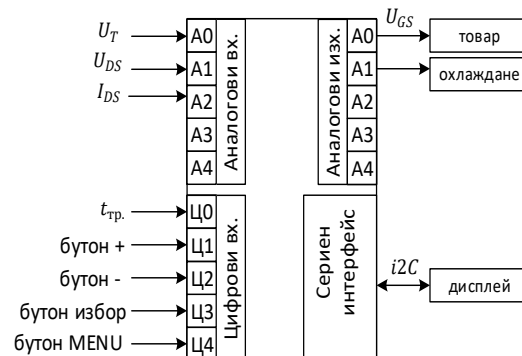 U_T
U_DS
I_DS
A0
A1
A2
A3
A4
Аналогови вх.
Аналогови изх.
A0
A1
A2
A3
A4
U_GS
товар
охлаждане
t_тр.
бутон +
бутон -
бутон избор
бутон MENU
Ц0
Ц1
Ц2
Ц3
Ц4
Цифрови вх.
Сериен
интерфейс
i2C
дисплей